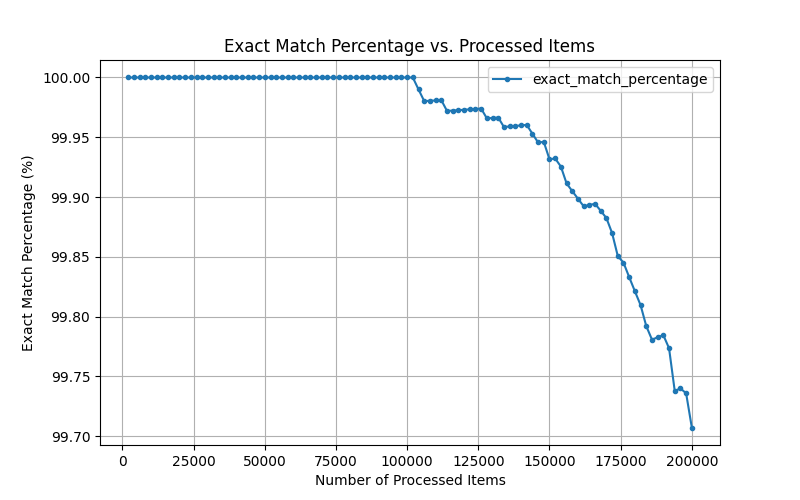 Exact Match Percentage vs. Processed Items
exact_match_percentage
100.00
99.95
99.90
99.85
99.80
99.75
99.70
Exact Match Percentage (%)
0 25000 50000 75000 100000 125000 150000 175000 200000
Number of Processed Items